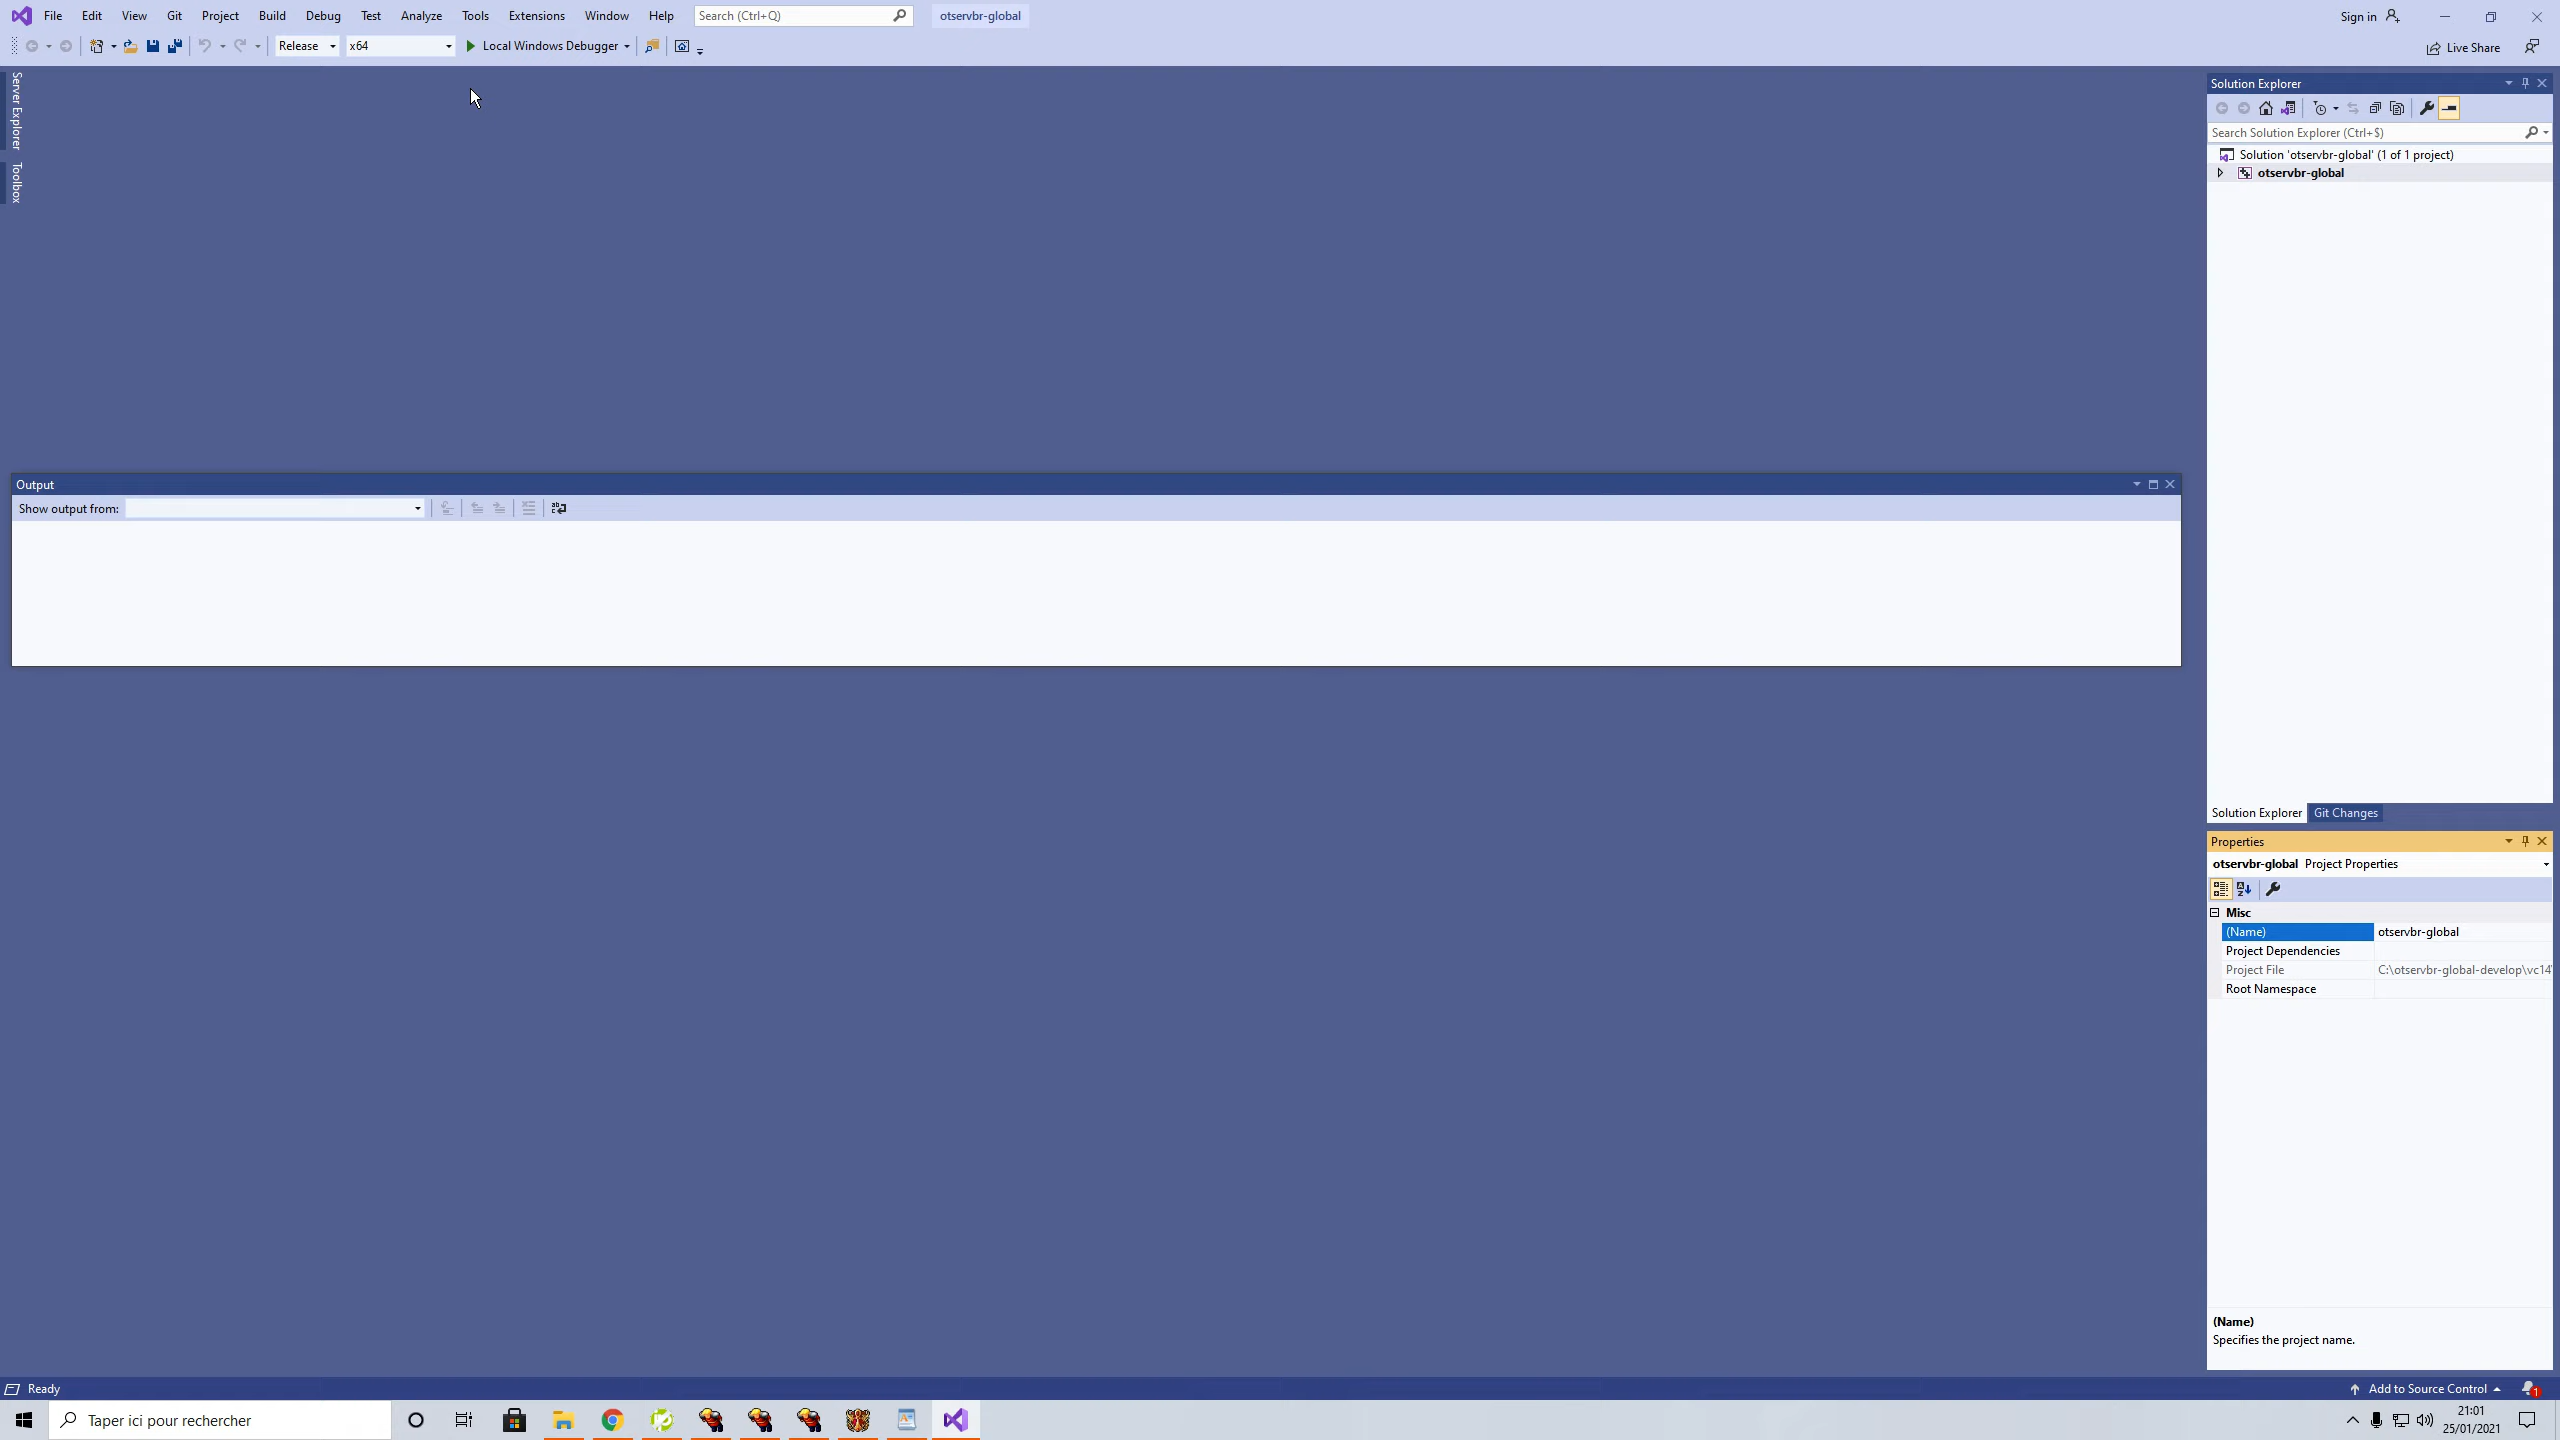 File Edit View Git Project Build Debug Test Analyze Tools Extensions Window Help Search (Ctrl+Q) otservbr-global Sign in
Release x64 Local Windows Debugger Live Share
Server Explorer
Toolbox
Solution Explorer
Search Solution Explorer (Ctrl+$)
Solution 'otservbr-global' (1 of 1 project)
otservbr-global
Output
Show output from:
Solution Explorer Git Changes
Properties
otservbr-global Project Properties
Misc
(Name) otservbr-global
Project Dependencies
Project File C:\otservbr-global-develop\vc14
Root Namespace
(Name)
Specifies the project name.
Ready Add to Source Control 1
Taper ici pour rechercher
21:01
25/01/2021